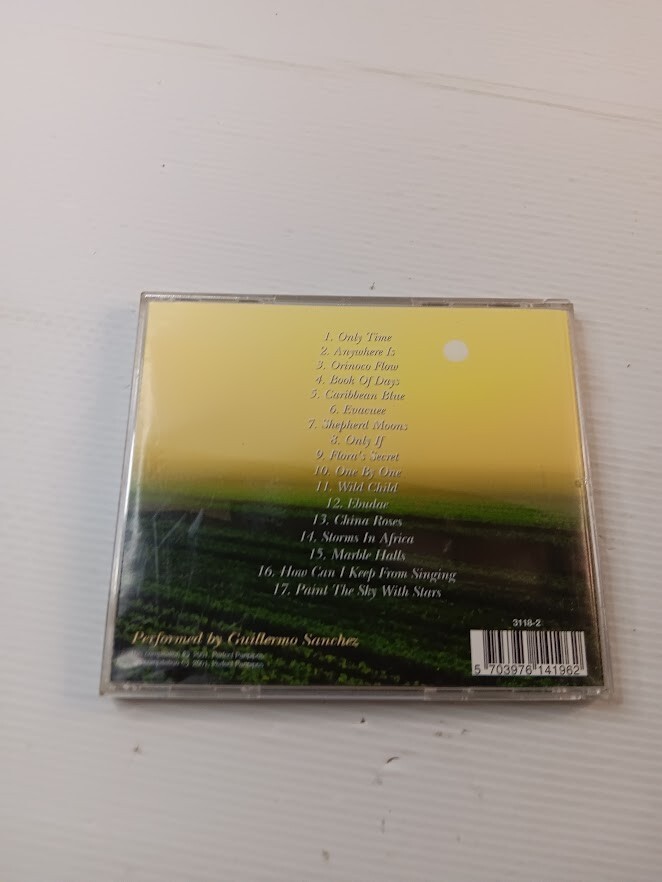 1. Only Time
2. Anywhere Is
3. Orinoco Flow
4. Book Of Days
5. Caribbean Blue
6. Evacuee
7. Shepherd Moons
8. Only If
9. Flora's Secret
10. One By One
11. Wild Child
12. Ebudae
13. China Roses
14. Storms In Africa
15. Marble Halls
16. How Can I Keep From Singing
17. Paint The Sky With Stars
3118-2
Performed by Guillermo Sanchez
5 703976 141962